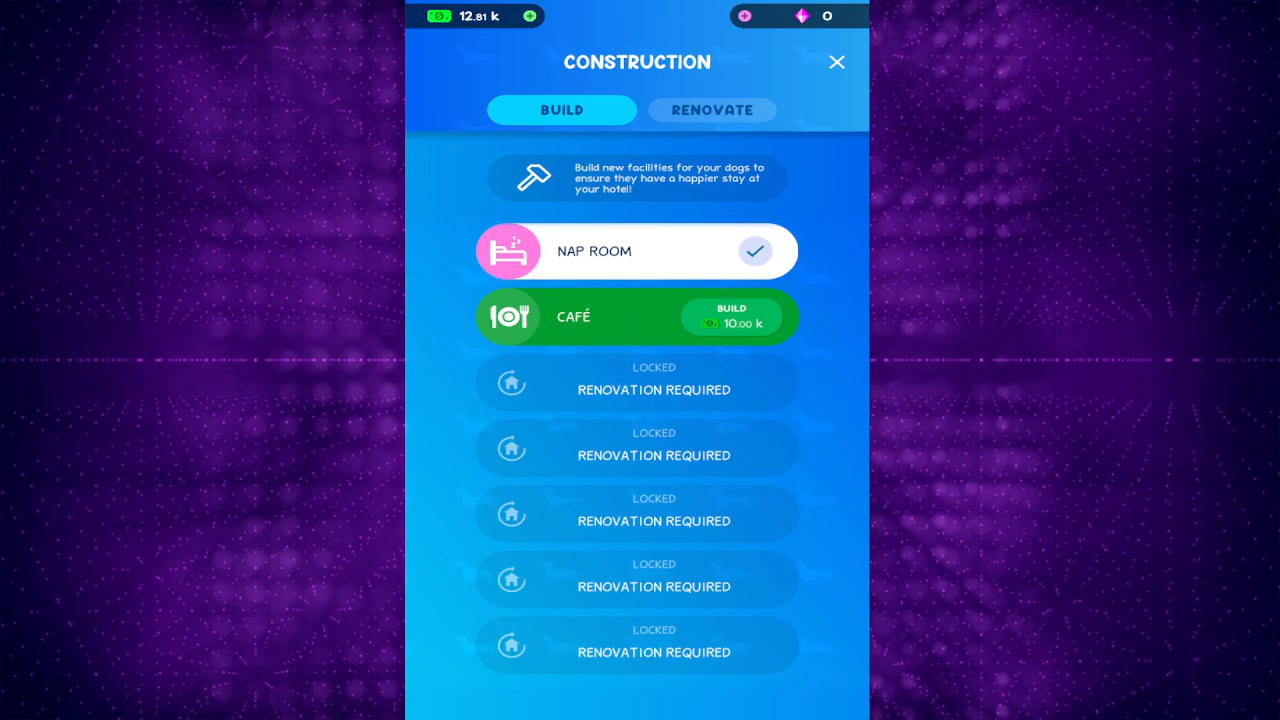 12.81 k
0
CONSTRUCTION
BUILD
RENOVATE
Build new facilities for your dogs to
ensure they have a happier stay at
your hotel!
NAP ROOM
CAFÉ
BUILD
10.00 k
LOCKED
RENOVATION REQUIRED
LOCKED
RENOVATION REQUIRED
LOCKED
RENOVATION REQUIRED
LOCKED
RENOVATION REQUIRED
LOCKED
RENOVATION REQUIRED